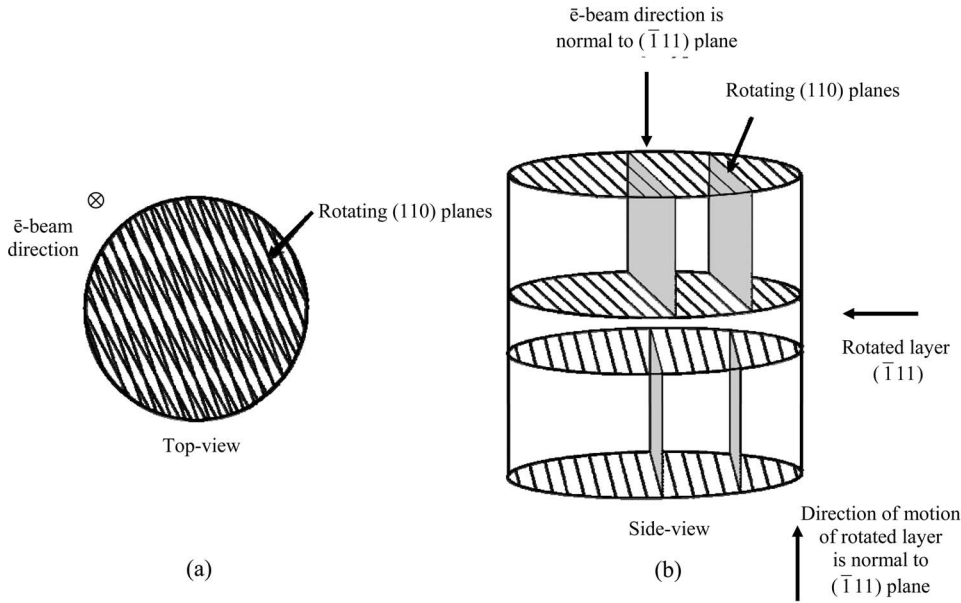 (a)
ē-beam
direction
Rotating (110) planes
Top-view
(a)
(b)
ē-beam direction is
normal to (1̄11) plane
Rotating (110) planes
Rotated layer
(1̄11)
Side-view
Direction of motion
of rotated layer
is normal to
(1̄11) plane
(b)